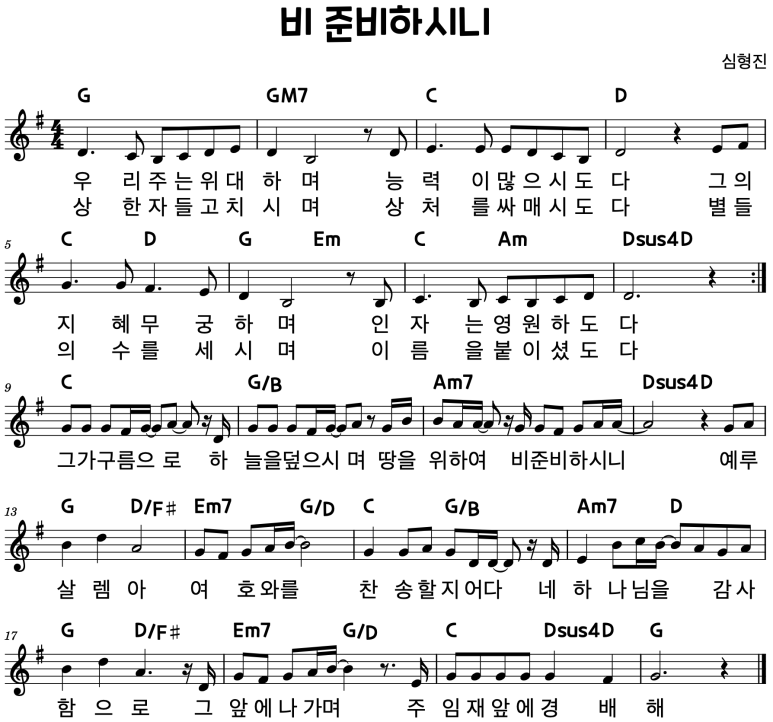 비 준비하시니
심형진
G GM7 C D
우 리 주 는 위 대 하 며 능 력 이 많 으 시 도 다 그 의
상 한 자 들 고 치 시 며 상 처 를 싸 매 시 도 다 별 들
5 C D G Em C Am Dsus4 D
지 혜 무 궁 하 며 인 자 는 영 원 하 도 다
의 수 를 세 시 며 이 름 을 붙 이 셨 도 다
9 C G/B Am7 Dsus4 D
그가구름으 로 하 늘을덮으시 며 땅을 위하여 비준비하시니 예루
13 G D/F♯ Em7 G/D C G/B Am7 D
살 렘 아 여 호와를 찬 송할지어다 네 하 나님을 감사
17 G D/F♯ Em7 G/D C Dsus4 D G
함 으 로 그 앞에나가며 주 임재앞에경 배 해